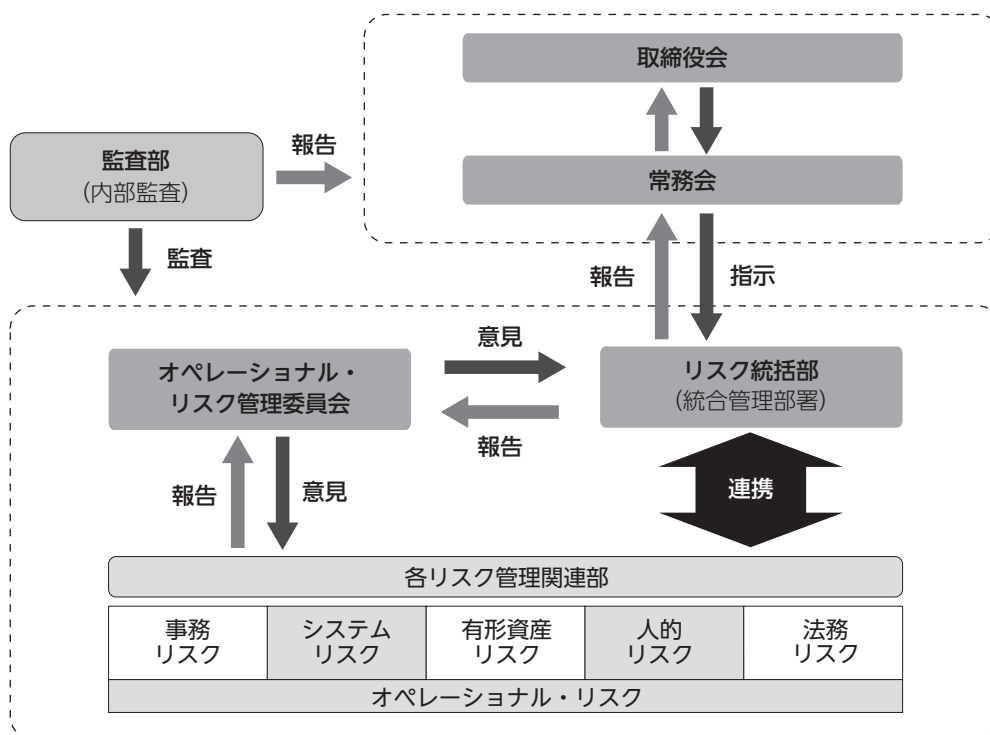 取締役会
常務会
監査部
(内部監査)
報告
監査
報告
指示
オペレーショナル・
リスク管理委員会
意見
報告
リスク統括部
(統合管理部署)
報告
意見
連携
各リスク管理関連部
事務
リスク
システム
リスク
有形資産
リスク
人的
リスク
法務
リスク
オペレーショナル・リスク